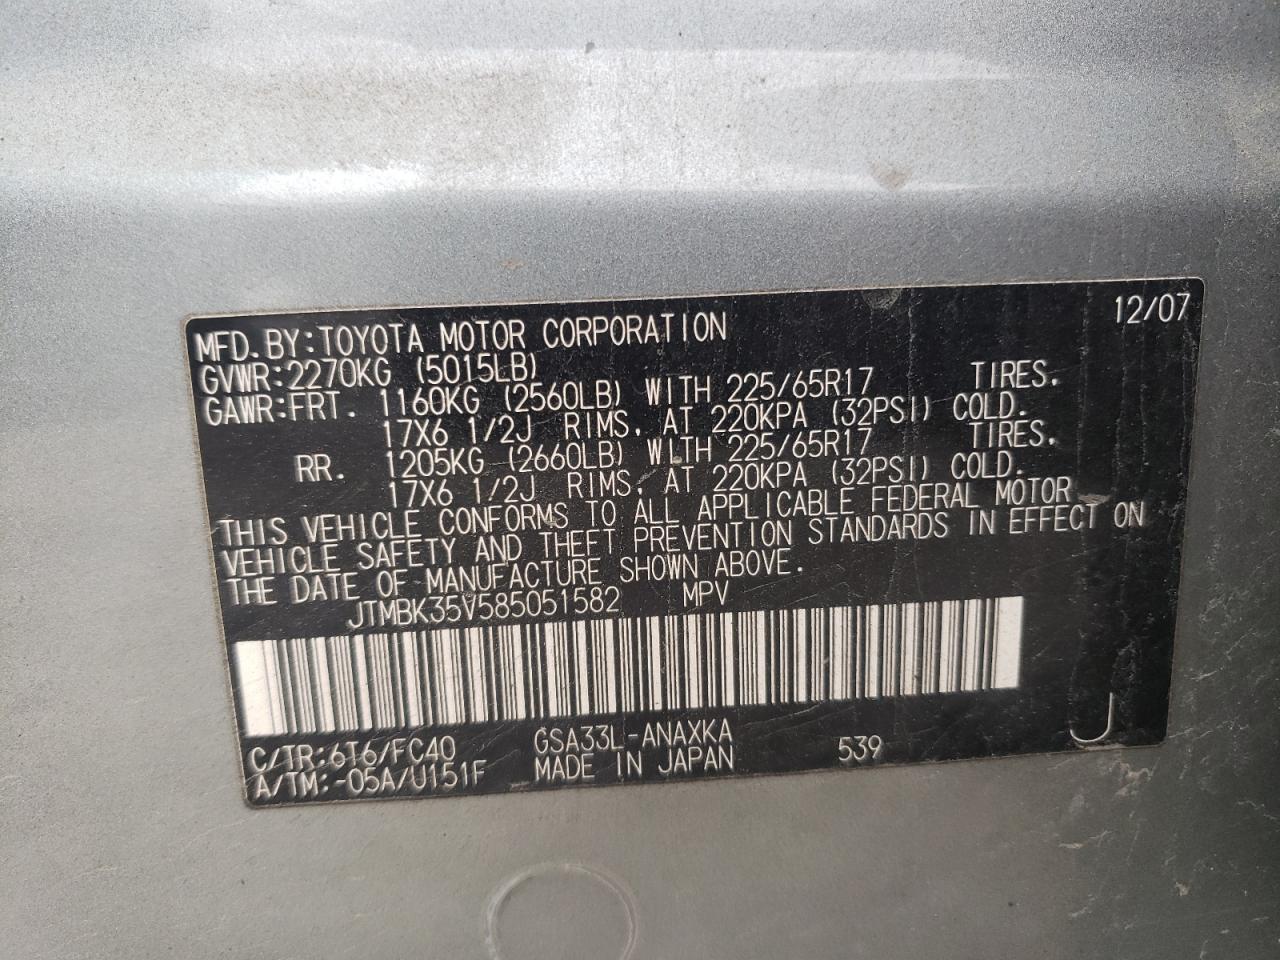 12/07
MFD. BY: TOYOTA MOTOR CORPORATION
GVWR: 2270KG (5015LB)
GAWR: FRT. 1160KG (2560LB) WITH 225/65R17 TIRES.
17X6 1/2J RIMS, AT 220KPA (32PSI) COLD.
RR. 1205KG (2660LB) WITH 225/65R17 TIRES.
17X6 1/2J RIMS, AT 220KPA (32PSI) COLD.
THIS VEHICLE CONFORMS TO ALL APPLICABLE FEDERAL MOTOR
VEHICLE SAFETY AND THEFT PREVENTION STANDARDS IN EFFECT ON
THE DATE OF MANUFACTURE SHOWN ABOVE.
JTMBK35V585051582 MPV
C/TR: 6T6/FC40 GSA33L-ANAXKA 539 J
A/TM: -05A/U151F MADE IN JAPAN